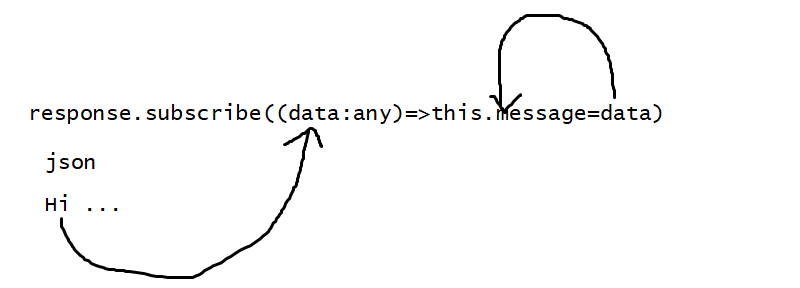 response.subscribe((data:any)=>this.message=data)
json
Hi ...